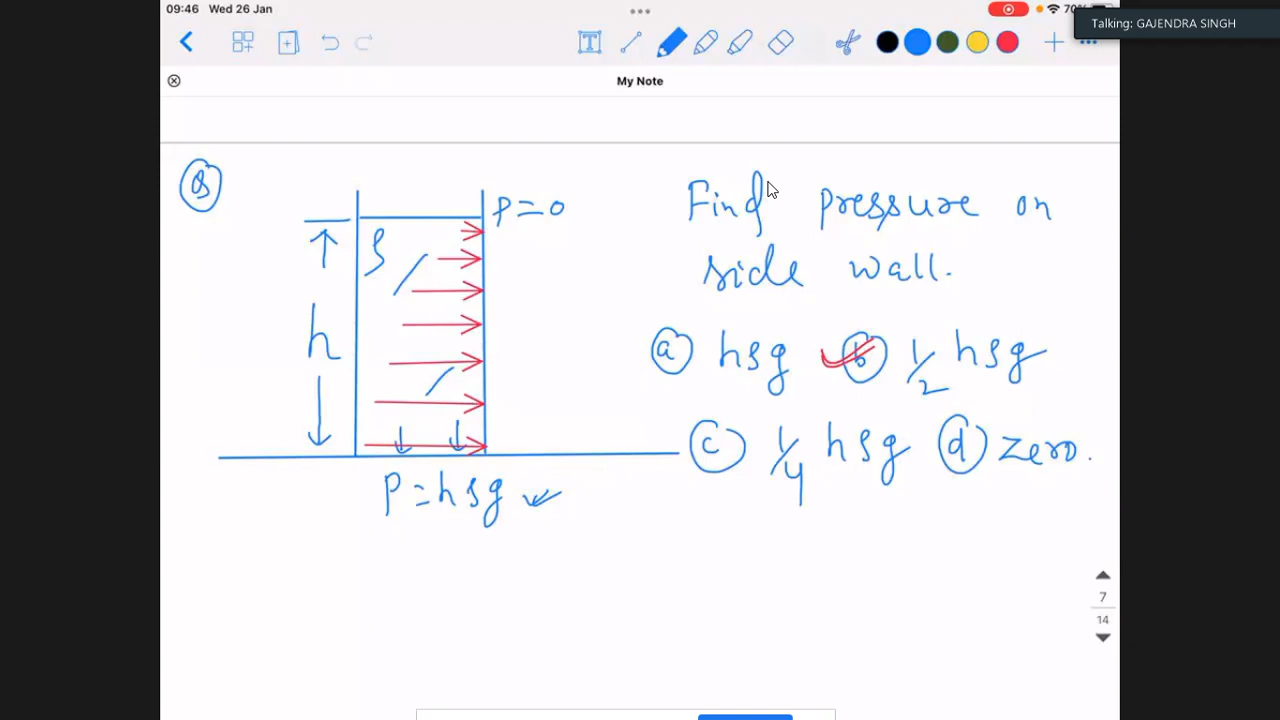 09:46 Wed 26 Jan
70%
Talking: GAJENDRA SINGH
My Note
Q
P=0
Find pressure on
side wall.
ρ
h
(a) hρg (b) 1/2 hρg
(c) 1/4 hρg (d) zero.
P=hρg
7
14